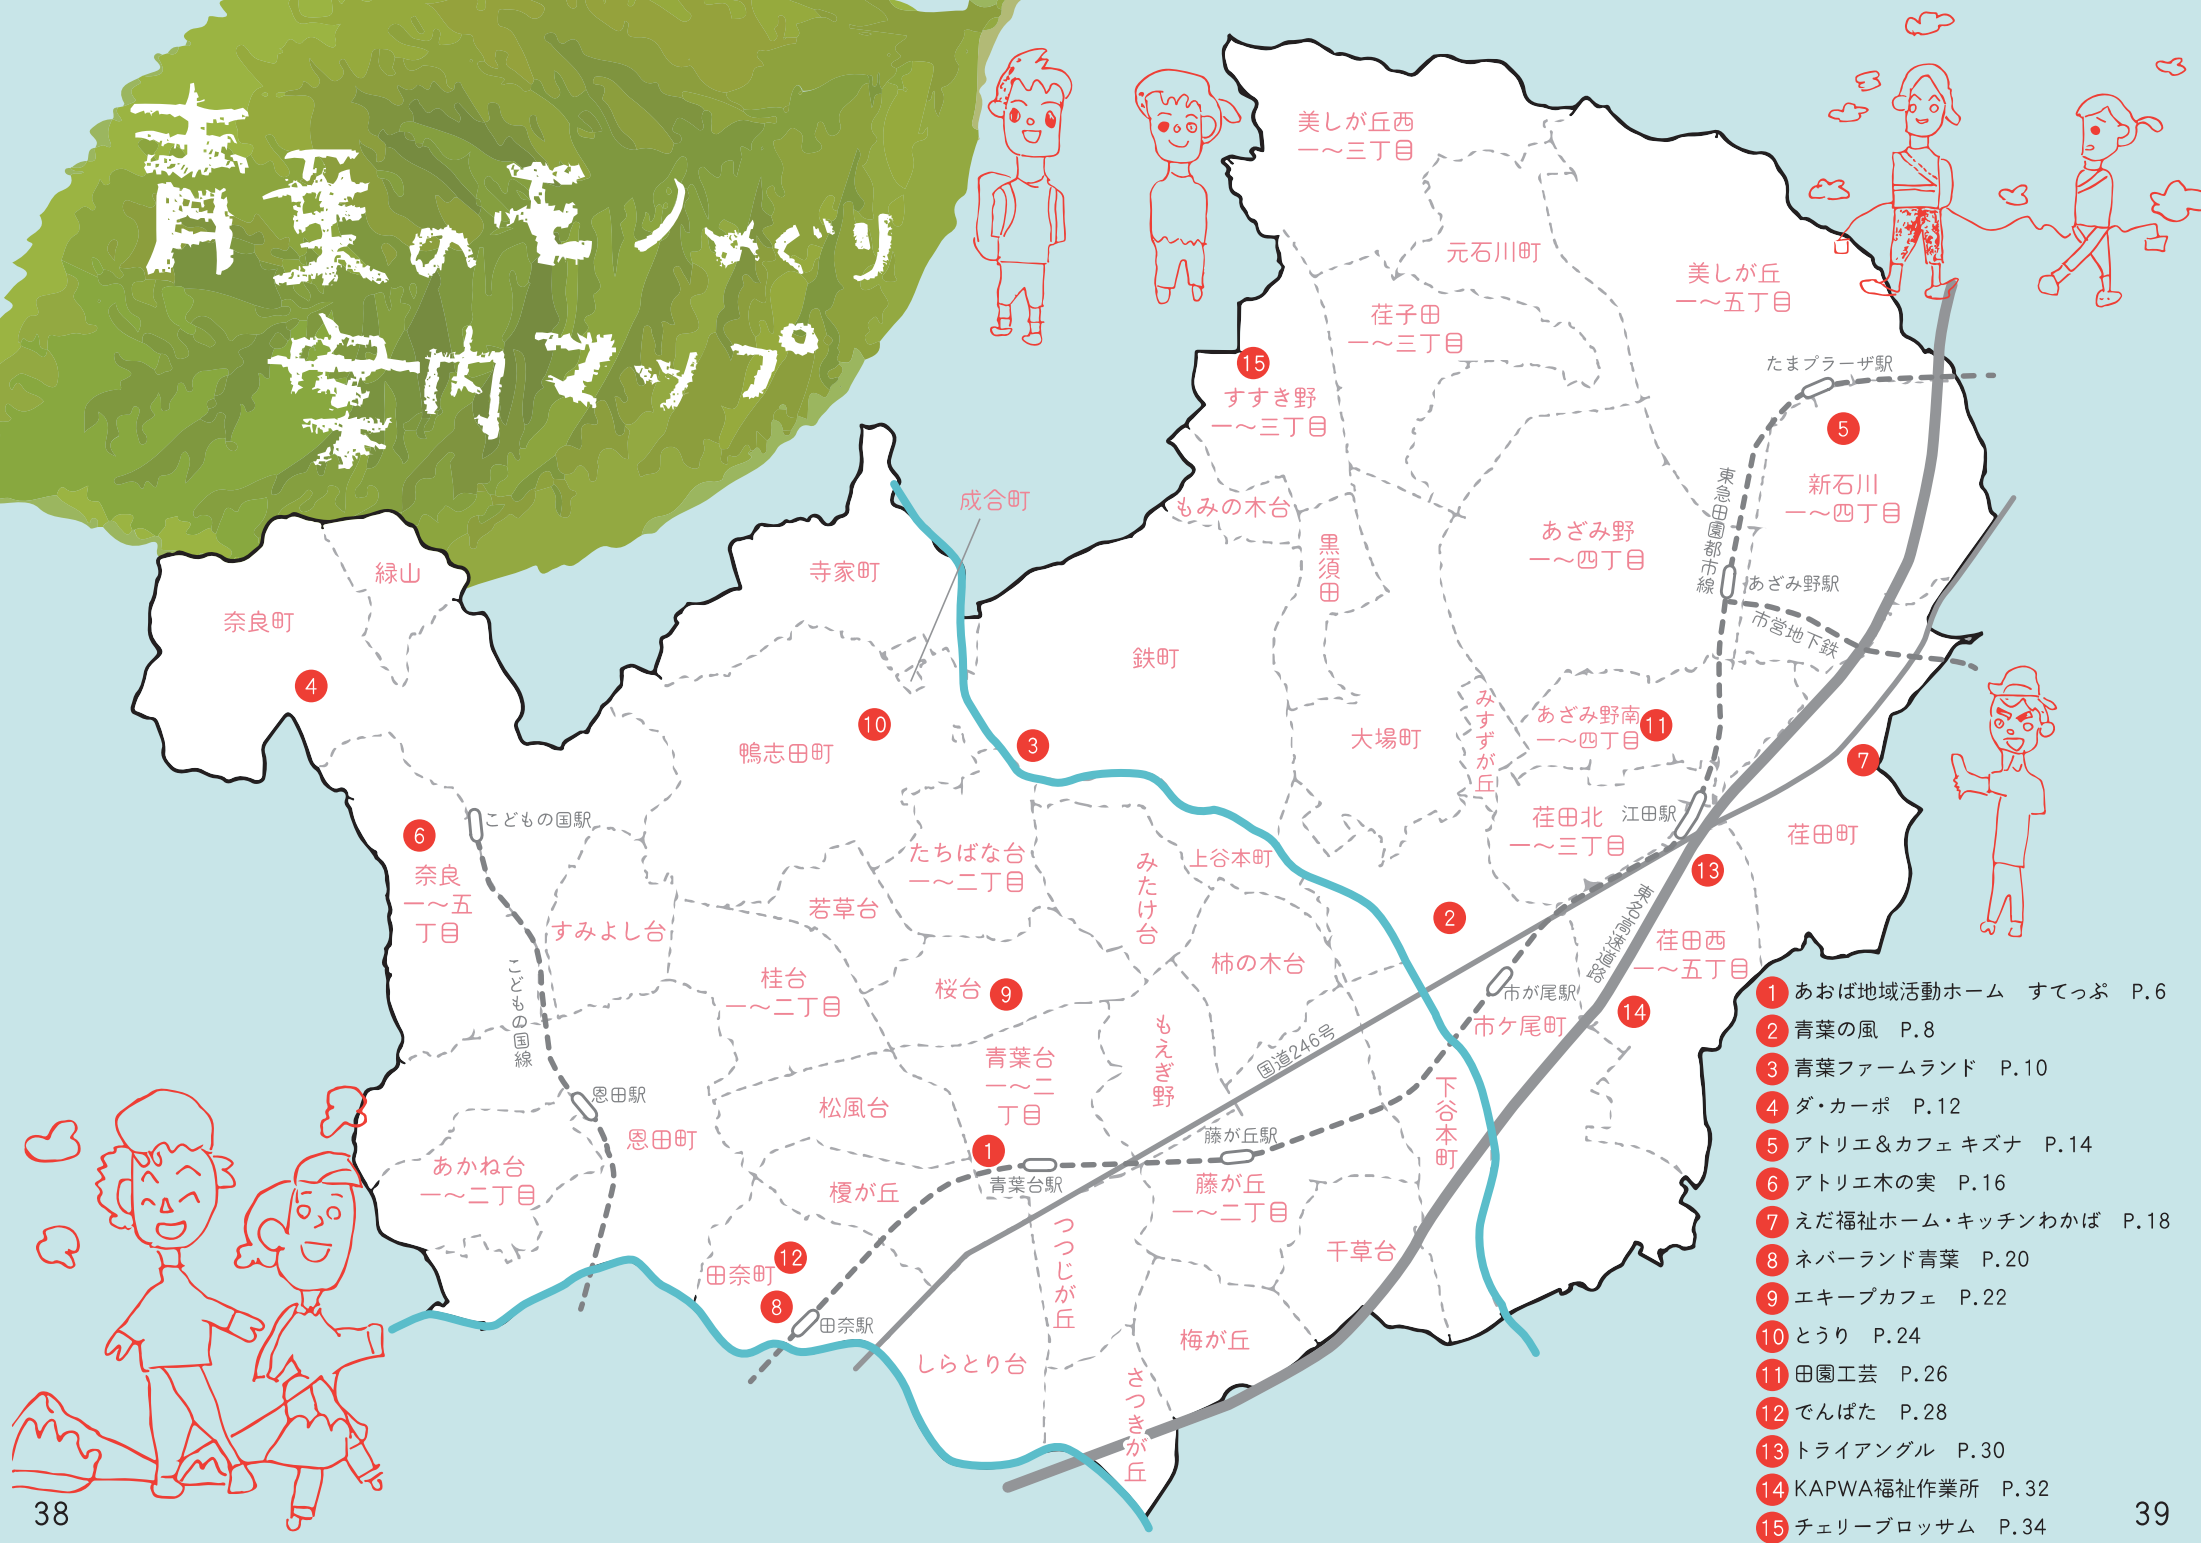 青葉のモノめぐり
案内マップ
美しが丘西
一〜三丁目
元石川町
美しが丘
一〜五丁目
荏子田
一〜三丁目
たまプラーザ駅
15
すすき野
一〜三丁目
5
東急田園都市線
新石川
一〜四丁目
もみの木台
成合町
黒須田
あざみ野
一〜四丁目
あざみ野駅
市営地下鉄
寺家町
緑山
奈良町
4
鉄町
10
鴨志田町
3
大場町
みすずが丘
あざみ野南
一〜四丁目
11
7
江田駅
荏田北
一〜三丁目
荏田町
こどもの国駅
6
奈良
一〜五
丁目
たちばな台
一〜二丁目
みたけ台
上谷本町
13
若草台
すみよし台
2
東名高速道路
荏田西
一〜五丁目
柿の木台
桂台
一〜二丁目
桜台
9
市が尾駅
市ケ尾町
14
こどもの国線
もえぎ野
国道246号
青葉台
一〜二
丁目
恩田駅
松風台
恩田町
下谷本町
藤が丘駅
1
青葉台駅
あかね台
一〜二丁目
榎が丘
藤が丘
一〜二丁目
つつじが丘
千草台
田奈町
12
8
田奈駅
しらとり台
梅が丘
さつきが丘
1 あおば地域活動ホーム　すてっぷ　P.6
2 青葉の風　P.8
3 青葉ファームランド　P.10
4 ダ・カーポ　P.12
5 アトリエ&カフェ キズナ　P.14
6 アトリエ木の実　P.16
7 えだ福祉ホーム・キッチンわかば　P.18
8 ネバーランド青葉　P.20
9 エキープカフェ　P.22
10 とうり　P.24
11 田園工芸　P.26
12 でんぱた　P.28
13 トライアングル　P.30
14 KAPWA福祉作業所　P.32
15 チェリーブロッサム　P.34
38
39